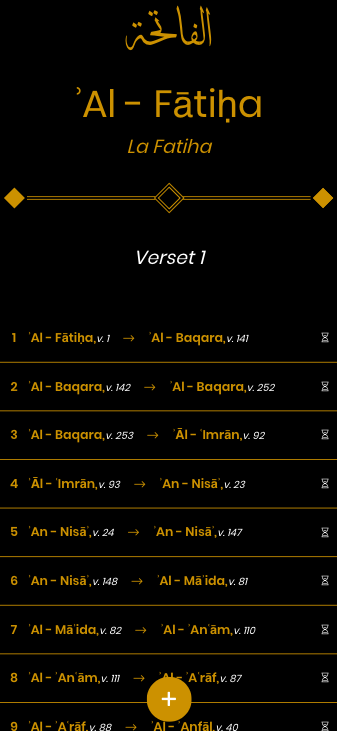 الفاتحة
ʾAl – Fātiḥa
La Fatiha
Verset 1
1 ʾAl – Fātiḥa, v. 1 → ʾAl – Baqara, v. 141
2 ʾAl – Baqara, v. 142 → ʾAl – Baqara, v. 252
3 ʾAl – Baqara, v. 253 → ʾĀl – ʿImrān, v. 92
4 ʾĀl – ʿImrān, v. 93 → ʾAn – Nisāʾ, v. 23
5 ʾAn – Nisāʾ, v. 24 → ʾAn – Nisāʾ, v. 147
6 ʾAn – Nisāʾ, v. 148 → ʾAl – Māʾida, v. 81
7 ʾAl – Māʾida, v. 82 → ʾAl – ʾAnʿām, v. 110
8 ʾAl – ʾAnʿām, v. 111 → ʾAl – ʾAʿrāf, v. 87
9 ʾAl – ʾAʿrāf, v. 88 → ʾAl – ʾAnfāl, v. 40